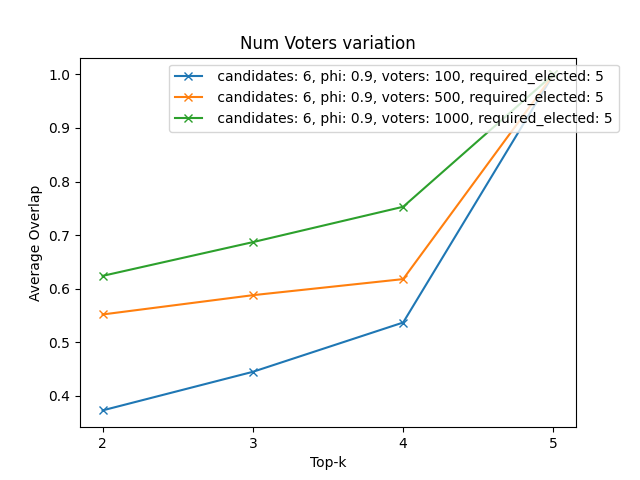 Num Voters variation
candidates: 6, phi: 0.9, voters: 100, required_elected: 5
candidates: 6, phi: 0.9, voters: 500, required_elected: 5
candidates: 6, phi: 0.9, voters: 1000, required_elected: 5
1.0
0.9
0.8
0.7
0.6
0.5
0.4
Average Overlap
2 3 4 5
Top-k